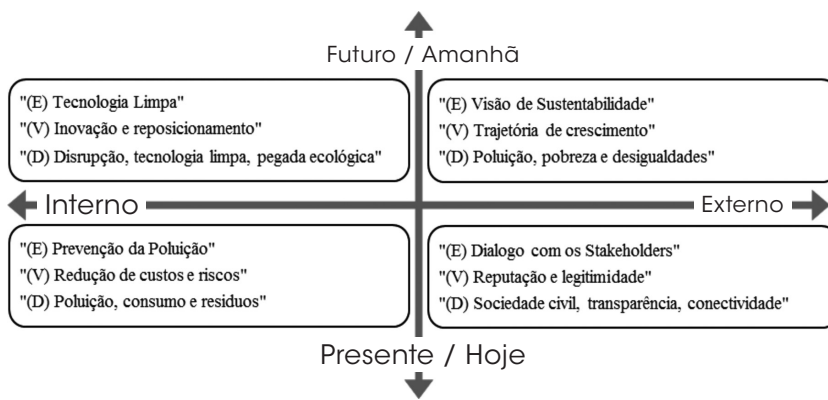 Futuro / Amanhã
"(E) Tecnologia Limpa"
"(V) Inovação e reposicionamento"
"(D) Disrupção, tecnologia limpa, pegada ecológica"
"(E) Visão de Sustentabilidade"
"(V) Trajetória de crescimento"
"(D) Poluição, pobreza e desigualdades"
Interno
Externo
"(E) Prevenção da Poluição"
"(V) Redução de custos e riscos"
"(D) Poluição, consumo e residuos"
"(E) Dialogo com os Stakeholders"
"(V) Reputação e legitimidade"
"(D) Sociedade civil, transparência, conectividade"
Presente / Hoje